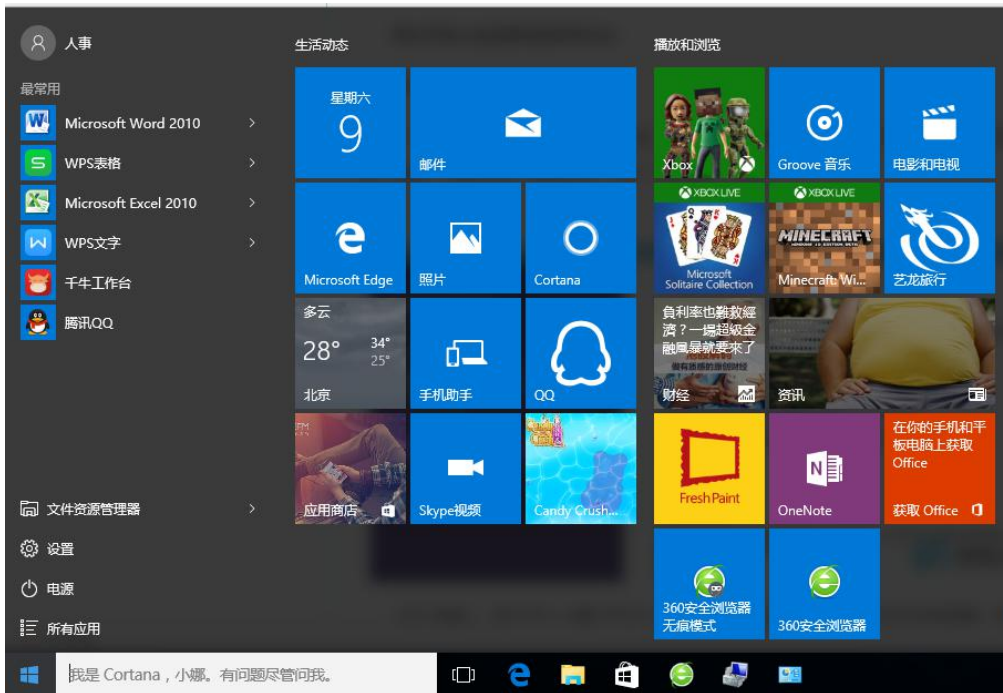 人事
最常用
Microsoft Word 2010
WPS表格
Microsoft Excel 2010
WPS文字
千牛工作台
腾讯QQ
文件资源管理器
设置
电源
所有应用
生活动态
星期六
9
邮件
Microsoft Edge
照片
Cortana
多云
28°
34°
25°
北京
手机助手
QQ
应用商店
Skype视频
Candy Crush...
播放和浏览
Xbox
Groove 音乐
电影和电视
XBOX LIVE
Microsoft
Solitaire Collection
XBOX LIVE
MINECRAFT
WINDOWS 10 EDITION BETA
Minecraft: Wi...
艺龙旅行
負利率也難救經
濟？一場超級金
融風暴就要來了
财经
资讯
Fresh Paint
N
OneNote
在你的手机和平
板电脑上获取
Office
获取 Office
360安全浏览器
无痕模式
360安全浏览器
我是 Cortana，小娜。有问题尽管问我。